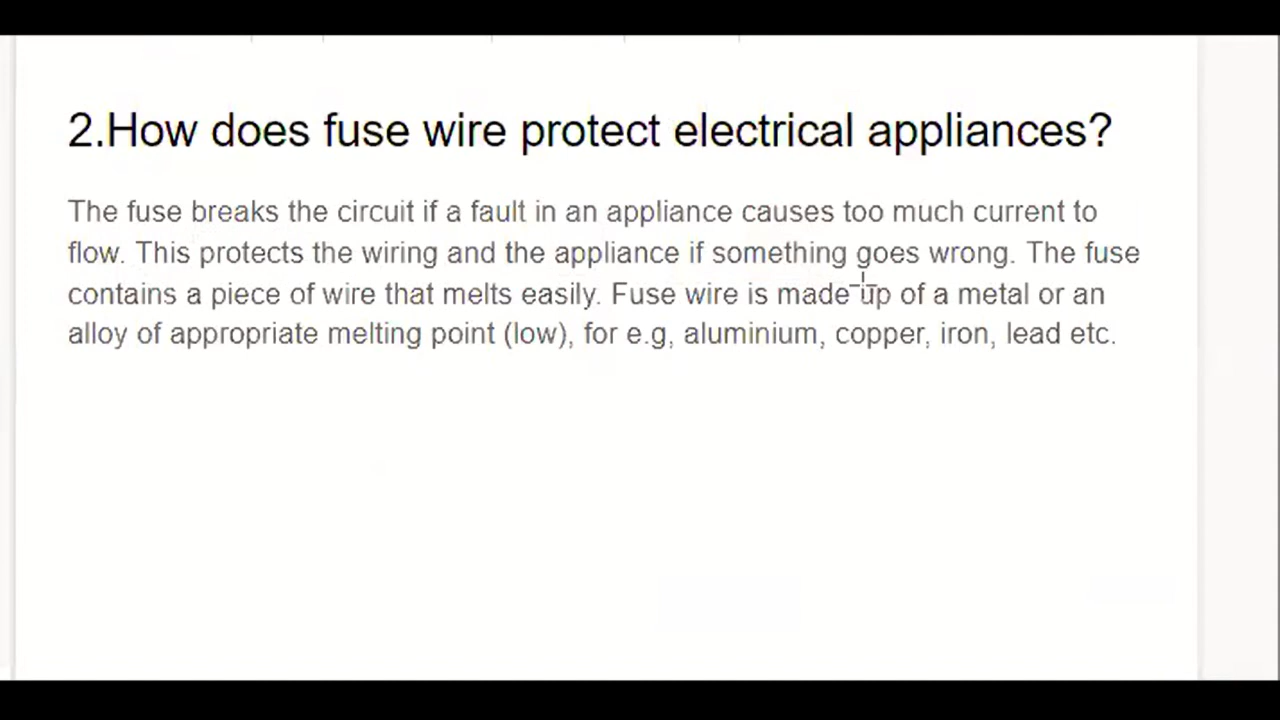 2.How does fuse wire protect electrical appliances?
The fuse breaks the circuit if a fault in an appliance causes too much current to
flow. This protects the wiring and the appliance if something goes wrong. The fuse
contains a piece of wire that melts easily. Fuse wire is made up of a metal or an
alloy of appropriate melting point (low), for e.g, aluminium, copper, iron, lead etc.